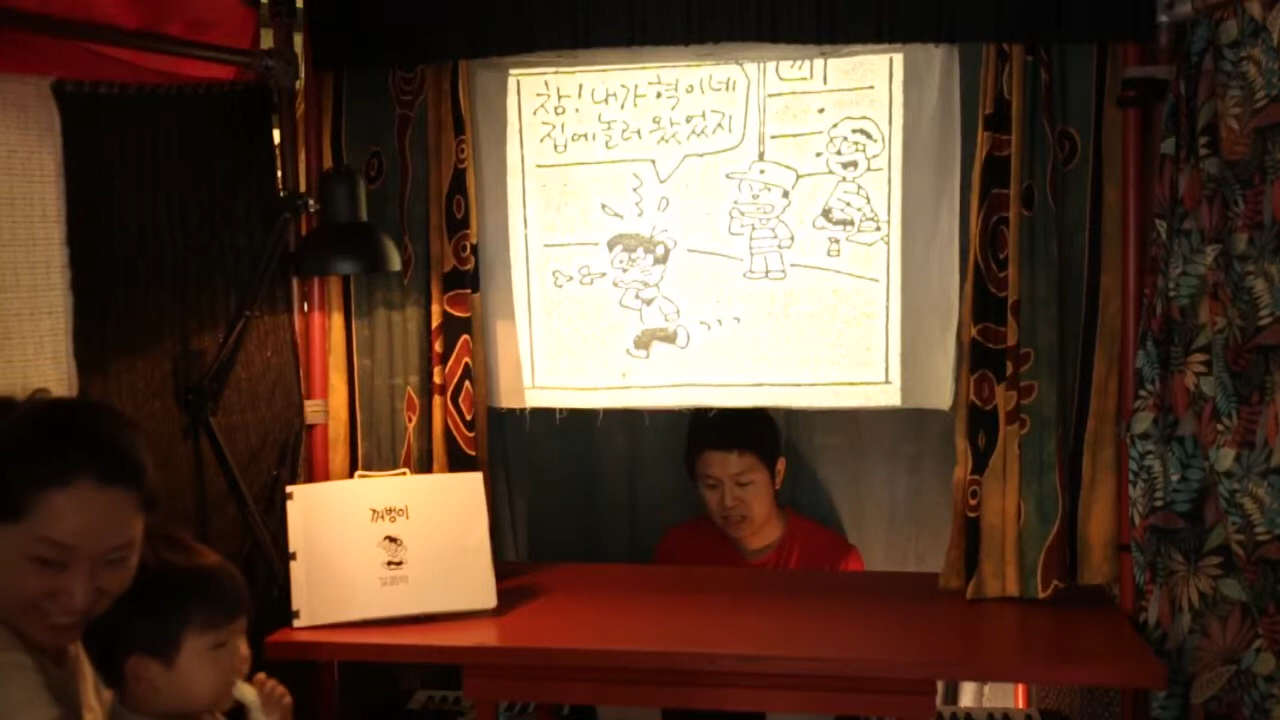 참! 내가 혁이네
집에 놀러 왔었지
꺼벙이